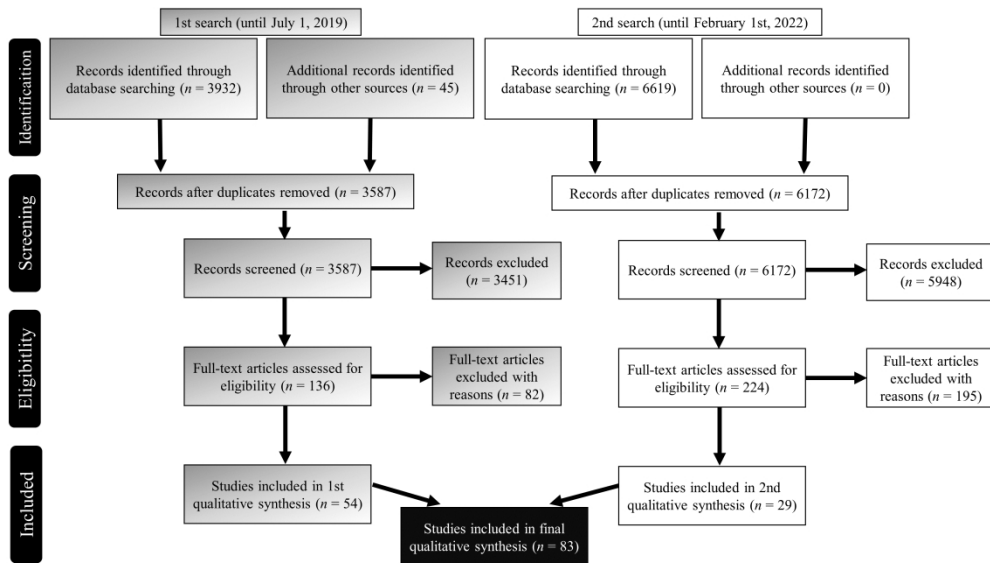 1st search (until July 1, 2019)
2nd search (until February 1st, 2022)
Identification
Records identified through
database searching (n = 3932)
Additional records identified
through other sources (n = 45)
Records identified through
database searching (n = 6619)
Additional records identified
through other sources (n = 0)
Screening
Records after duplicates removed (n = 3587)
Records after duplicates removed (n = 6172)
Records screened (n = 3587)
Records excluded
(n = 3451)
Records screened (n = 6172)
Records excluded
(n = 5948)
Eligibitlity
Full-text articles assessed for
eligibility (n = 136)
Full-text articles
excluded with
reasons (n = 82)
Full-text articles assessed for
eligibility (n = 224)
Full-text articles
excluded with
reasons (n = 195)
Included
Studies included in 1st
qualitative synthesis (n = 54)
Studies included in 2nd
qualitative synthesis (n = 29)
Studies included in final
qualitative synthesis (n = 83)